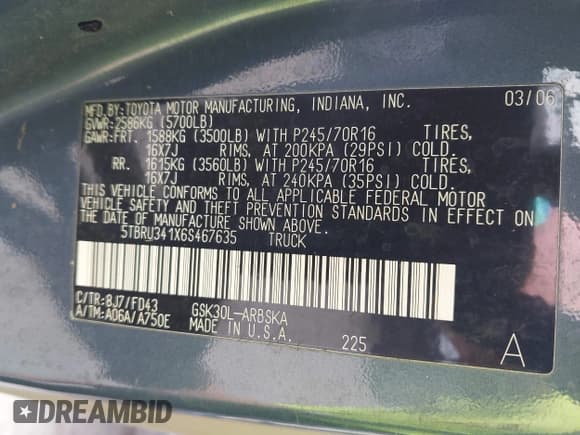 MFD.BY:TOYOTA MOTOR MANUFACTURING, INDIANA, INC. 03/06
GVWR:2586KG (5700LB)
GAWR:FRT. 1588KG (3500LB) WITH P245/70R16 TIRES,
16X7J RIMS, AT 200KPA (29PSI) COLD.
RR. 1615KG (3560LB) WITH P245/70R16 TIRES,
16X7J RIMS, AT 240KPA (35PSI) COLD.
THIS VEHICLE CONFORMS TO ALL APPLICABLE FEDERAL MOTOR
VEHICLE SAFETY AND THEFT PREVENTION STANDARDS IN EFFECT ON
THE DATE OF MANUFACTURE SHOWN ABOVE.
5TBRU341X6S467635 TRUCK
C/TR:8J7/FD43 GSK30L-ARBSKA
A/TM:A06A/A750E MADE IN U.S.A. 225 A
DREAMBID